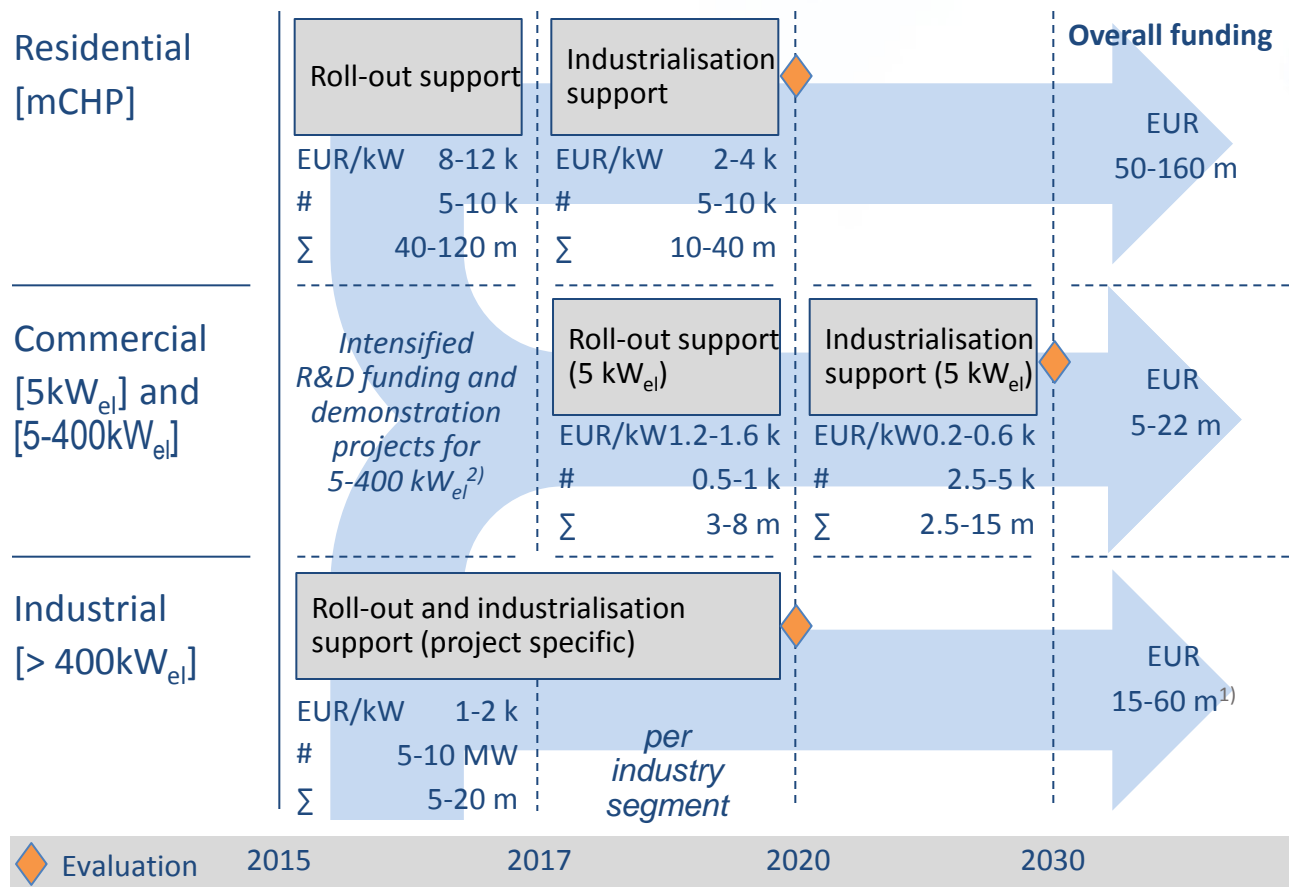 Residential
[mCHP]
Roll-out support
Industrialisation
support
Overall funding
EUR/kW 8-12 k
# 5-10 k
∑ 40-120 m
EUR/kW 2-4 k
# 5-10 k
∑ 10-40 m
EUR
50-160 m
Commercial
[5kWel] and
[5-400kWel]
Intensified
R&D funding and
demonstration
projects for
5-400 kWel2)
Roll-out support
(5 kWel)
EUR/kW1.2-1.6 k
# 0.5-1 k
∑ 3-8 m
Industrialisation
support (5 kWel)
EUR/kW0.2-0.6 k
# 2.5-5 k
∑ 2.5-15 m
EUR
5-22 m
Industrial
[> 400kWel]
Roll-out and industrialisation
support (project specific)
EUR/kW 1-2 k
# 5-10 MW
∑ 5-20 m
per
industry
segment
EUR
15-60 m1)
Evaluation 2015 2017 2020 2030